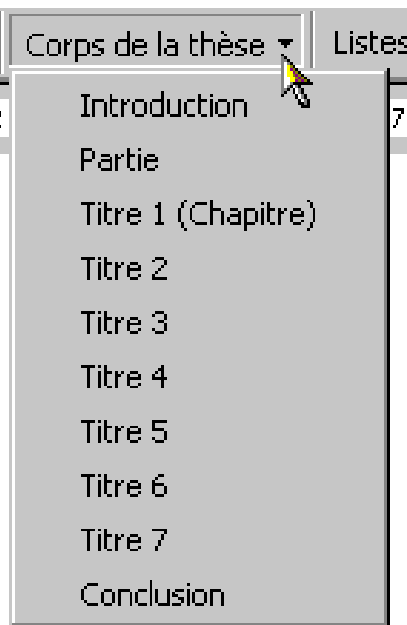 Corps de la thèse Listes
Introduction
7
Partie
Titre 1 (Chapitre)
Titre 2
Titre 3
Titre 4
Titre 5
Titre 6
Titre 7
Conclusion